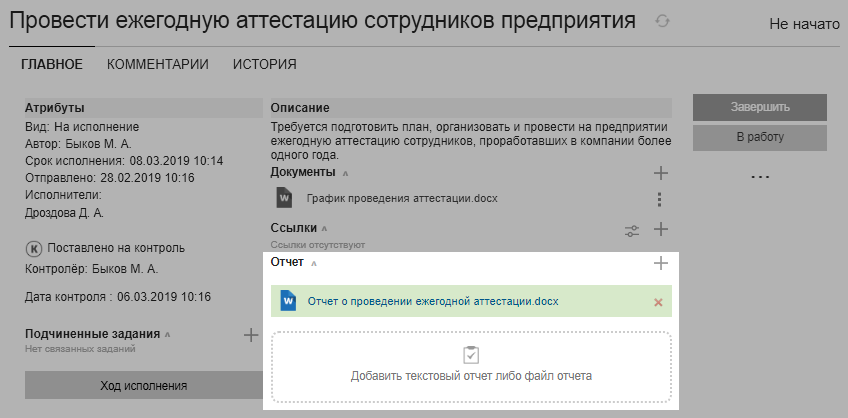 Провести ежегодную аттестацию сотрудников предприятия
Не начато
ГЛАВНОЕ
КОММЕНТАРИИ
ИСТОРИЯ
Атрибуты
Вид: На исполнение
Автор: Быков М. А.
Срок исполнения: 08.03.2019 10:14
Отправлено: 28.02.2019 10:16
Исполнители:
Дроздова Д. А.
К Поставлено на контроль
Контролёр: Быков М. А.
Дата контроля : 06.03.2019 10:16
Подчиненные задания
Нет связанных заданий
Ход исполнения
Описание
Требуется подготовить план, организовать и провести на предприятии
ежегодную аттестацию сотрудников, проработавших в компании более
одного года.
Документы
W График проведения аттестации.docx
Ссылки
Ссылки отсутствуют
Отчет
W Отчет о проведении ежегодной аттестации.docx
Добавить текстовый отчет либо файл отчета
Завершить
В работу
...